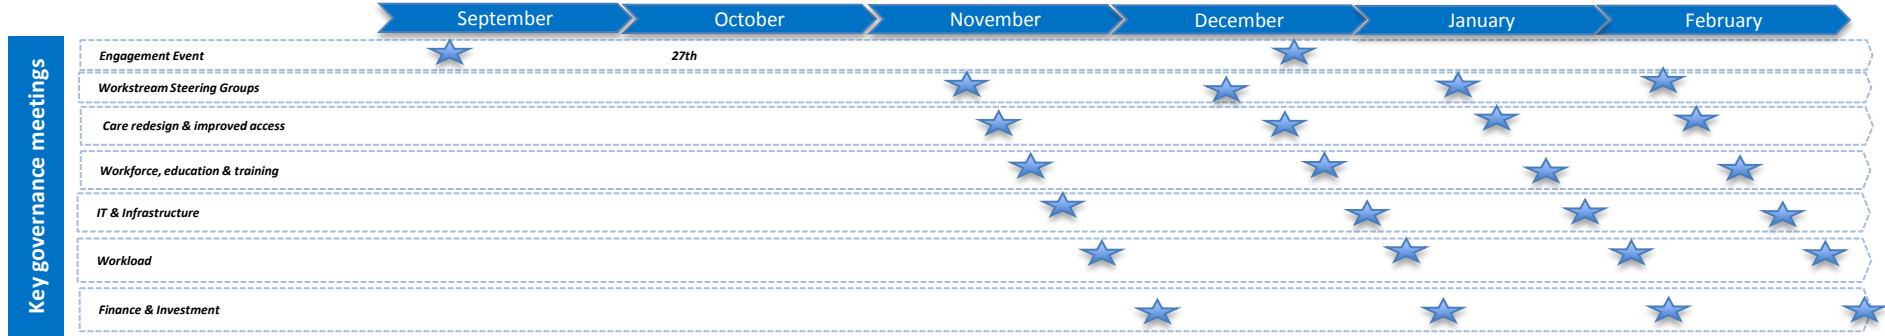 September October November December January February
Key governance meetings
Engagement Event 27th
Workstream Steering Groups
Care redesign & improved access
Workforce, education & training
IT & Infrastructure
Workload
Finance & Investment